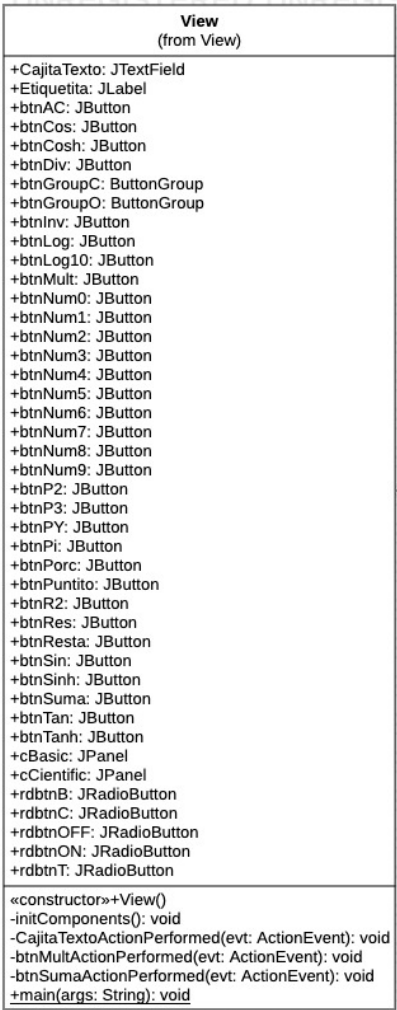 View
(from View)
+CajitaTexto: JTextField
+Etiquetita: JLabel
+btnAC: JButton
+btnCos: JButton
+btnCosh: JButton
+btnDiv: JButton
+btnGroupC: ButtonGroup
+btnGroupO: ButtonGroup
+btnInv: JButton
+btnLog: JButton
+btnLog10: JButton
+btnMult: JButton
+btnNum0: JButton
+btnNum1: JButton
+btnNum2: JButton
+btnNum3: JButton
+btnNum4: JButton
+btnNum5: JButton
+btnNum6: JButton
+btnNum7: JButton
+btnNum8: JButton
+btnNum9: JButton
+btnP2: JButton
+btnP3: JButton
+btnPY: JButton
+btnPi: JButton
+btnPorc: JButton
+btnPuntito: JButton
+btnR2: JButton
+btnRes: JButton
+btnResta: JButton
+btnSin: JButton
+btnSinh: JButton
+btnSuma: JButton
+btnTan: JButton
+btnTanh: JButton
+cBasic: JPanel
+cCientific: JPanel
+rdbtnB: JRadioButton
+rdbtnC: JRadioButton
+rdbtnOFF: JRadioButton
+rdbtnON: JRadioButton
+rdbtnT: JRadioButton
«constructor»+View()
-initComponents(): void
-CajitaTextoActionPerformed(evt: ActionEvent): void
-btnMultActionPerformed(evt: ActionEvent): void
-btnSumaActionPerformed(evt: ActionEvent): void
+main(args: String): void